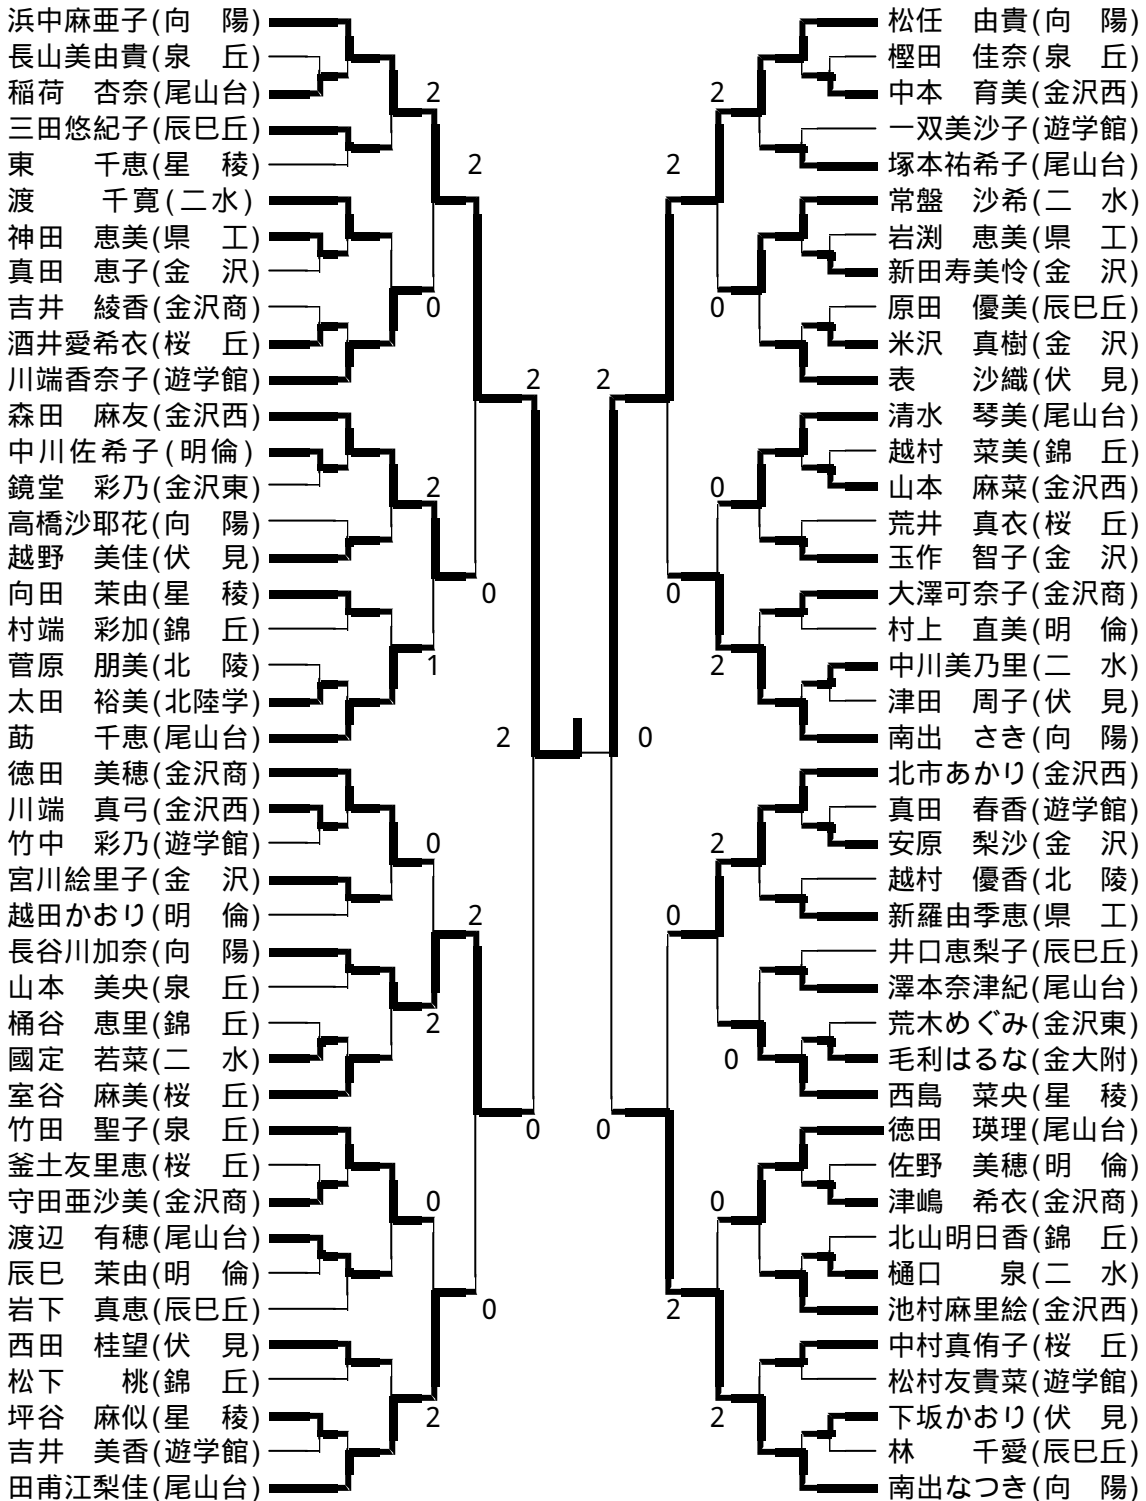 浜中麻亜子(向　陽)
長山美由貴(泉　丘)
稲荷　杏奈(尾山台)
三田悠紀子(辰巳丘)
東　　千恵(星　稜)
渡　　千寛(二水)
神田　恵美(県　工)
真田　恵子(金　沢)
吉井　綾香(金沢商)
酒井愛希衣(桜　丘)
川端香奈子(遊学館)
森田　麻友(金沢西)
中川佐希子(明倫)
鏡堂　彩乃(金沢東)
高橋沙耶花(向　陽)
越野　美佳(伏　見)
向田　茉由(星　稜)
村端　彩加(錦　丘)
菅原　朋美(北　陵)
太田　裕美(北陸学)
莇　　千恵(尾山台)
徳田　美穂(金沢商)
川端　真弓(金沢西)
竹中　彩乃(遊学館)
宮川絵里子(金　沢)
越田かおり(明　倫)
長谷川加奈(向　陽)
山本　美央(泉　丘)
桶谷　恵里(錦　丘)
國定　若菜(二　水)
室谷　麻美(桜　丘)
竹田　聖子(泉　丘)
釜土友里恵(桜　丘)
守田亜沙美(金沢商)
渡辺　有穂(尾山台)
辰巳　茉由(明　倫)
岩下　真恵(辰巳丘)
西田　桂望(伏　見)
松下　　桃(錦　丘)
坪谷　麻似(星　稜)
吉井　美香(遊学館)
田甫江梨佳(尾山台)
2
2
0
2
2
0
1
2
0
2
2
0
0
0
2
2
2
0
2
0
0
2
0
2
0
2
0
0
0
2
2
松任　由貴(向　陽)
樫田　佳奈(泉　丘)
中本　育美(金沢西)
一双美沙子(遊学館)
塚本祐希子(尾山台)
常盤　沙希(二　水)
岩渕　恵美(県　工)
新田寿美怜(金　沢)
原田　優美(辰巳丘)
米沢　真樹(金　沢)
表　　沙織(伏　見)
清水　琴美(尾山台)
越村　菜美(錦　丘)
山本　麻菜(金沢西)
荒井　真衣(桜　丘)
玉作　智子(金　沢)
大澤可奈子(金沢商)
村上　直美(明　倫)
中川美乃里(二　水)
津田　周子(伏　見)
南出　さき(向　陽)
北市あかり(金沢西)
真田　春香(遊学館)
安原　梨沙(金　沢)
越村　優香(北　陵)
新羅由季恵(県　工)
井口恵梨子(辰巳丘)
澤本奈津紀(尾山台)
荒木めぐみ(金沢東)
毛利はるな(金大附)
西島　菜央(星　稜)
徳田　瑛理(尾山台)
佐野　美穂(明　倫)
津嶋　希衣(金沢商)
北山明日香(錦　丘)
樋口　　泉(二　水)
池村麻里絵(金沢西)
中村真侑子(桜　丘)
松村友貴菜(遊学館)
下坂かおり(伏　見)
林　　千愛(辰巳丘)
南出なつき(向　陽)